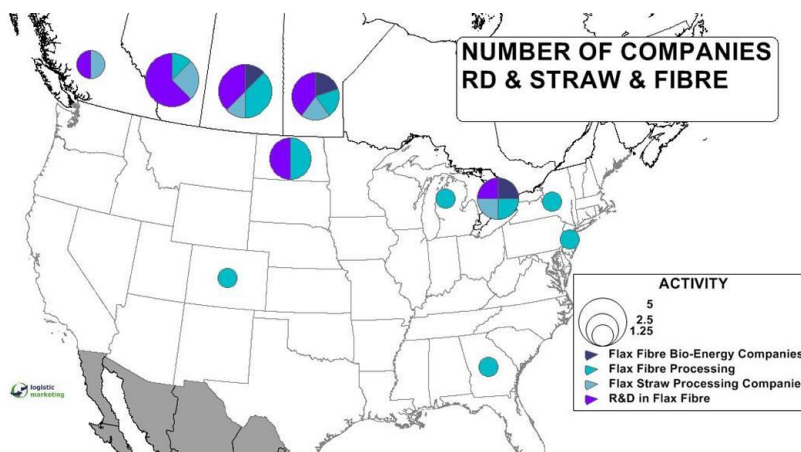 NUMBER OF COMPANIES
RD & STRAW & FIBRE
ACTIVITY
5
2.5
1.25
Flax Fibre Bio-Energy Companies
Flax Fibre Processing
Flax Straw Processing Companie
R&D in Flax Fibre
logistic
marketing